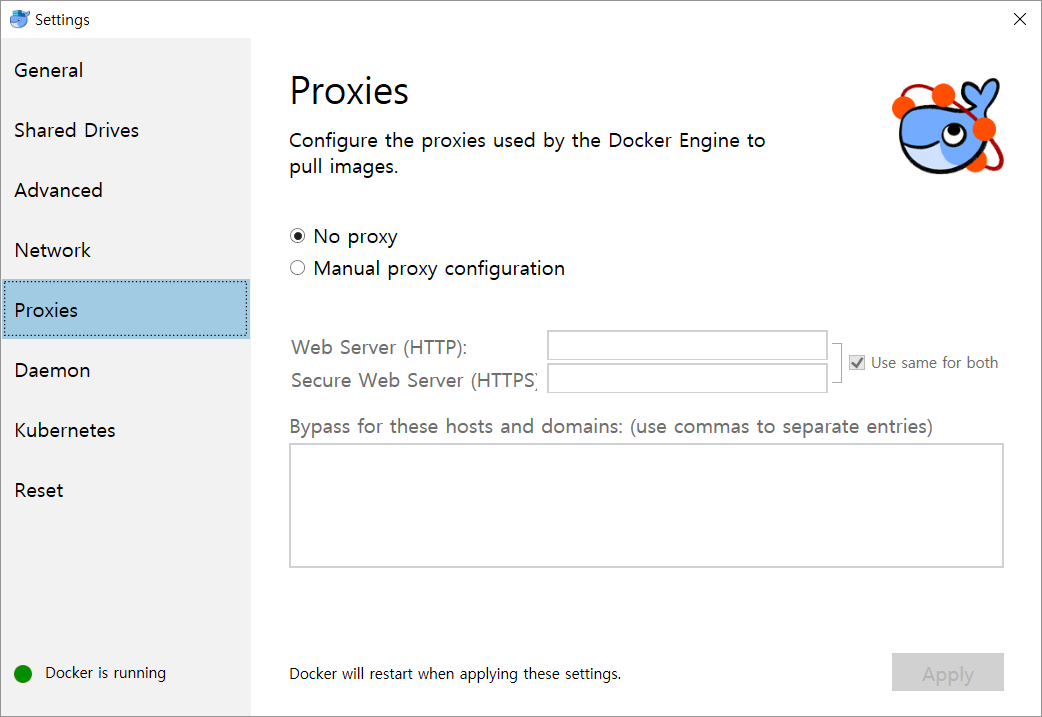 Settings
General
Shared Drives
Advanced
Network
Proxies
Daemon
Kubernetes
Reset
Docker is running
Proxies
Configure the proxies used by the Docker Engine to
pull images.
No proxy
Manual proxy configuration
Web Server (HTTP):
Secure Web Server (HTTPS)
Use same for both
Bypass for these hosts and domains: (use commas to separate entries)
Docker will restart when applying these settings.
Apply